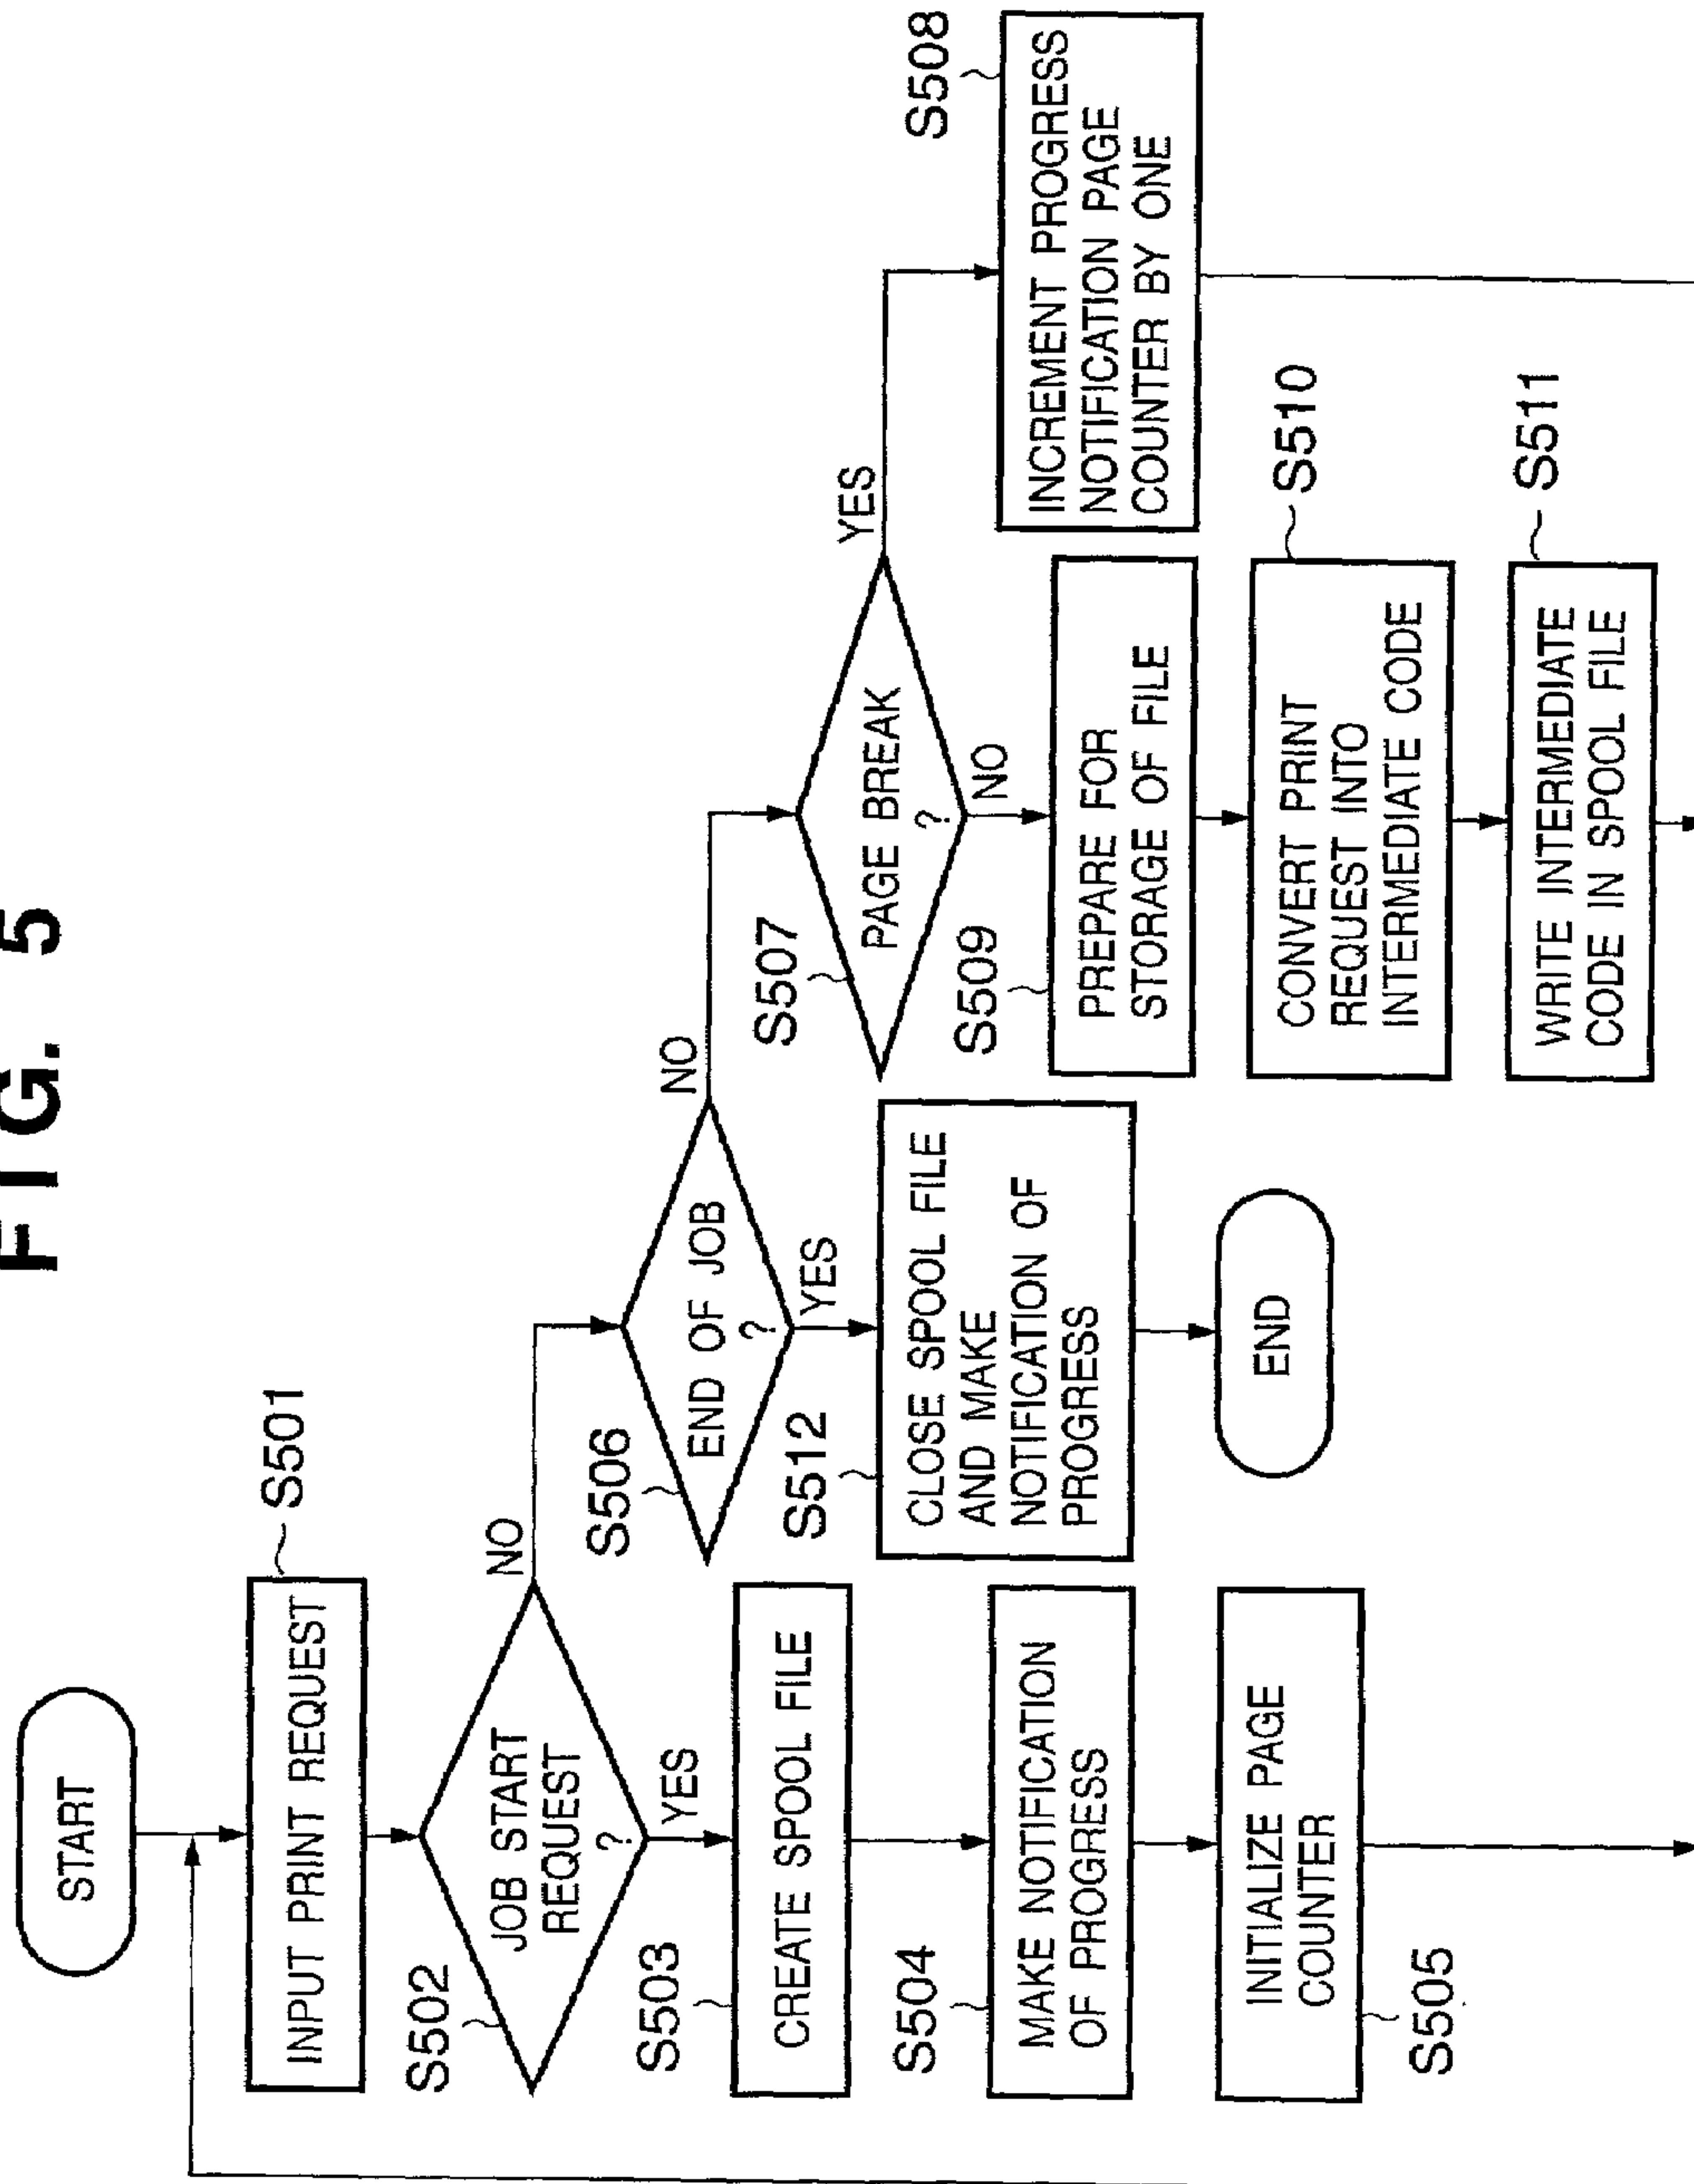 FIG. 5
START
INPUT PRINT REQUEST
S501
S502
JOB START
REQUEST
?
NO
YES
S503
CREATE SPOOL FILE
S504
MAKE NOTIFICATION
OF PROGRESS
INITIALIZE PAGE
COUNTER
S505
S506
END OF JOB
?
NO
YES
S512
CLOSE SPOOL FILE
AND MAKE
NOTIFICATION OF
PROGRESS
END
S507
PAGE BREAK
?
YES
NO
S508
INCREMENT PROGRESS
NOTIFICATION PAGE
COUNTER BY ONE
S509
PREPARE FOR
STORAGE OF FILE
S510
CONVERT PRINT
REQUEST INTO
INTERMEDIATE CODE
S511
WRITE INTERMEDIATE
CODE IN SPOOL FILE